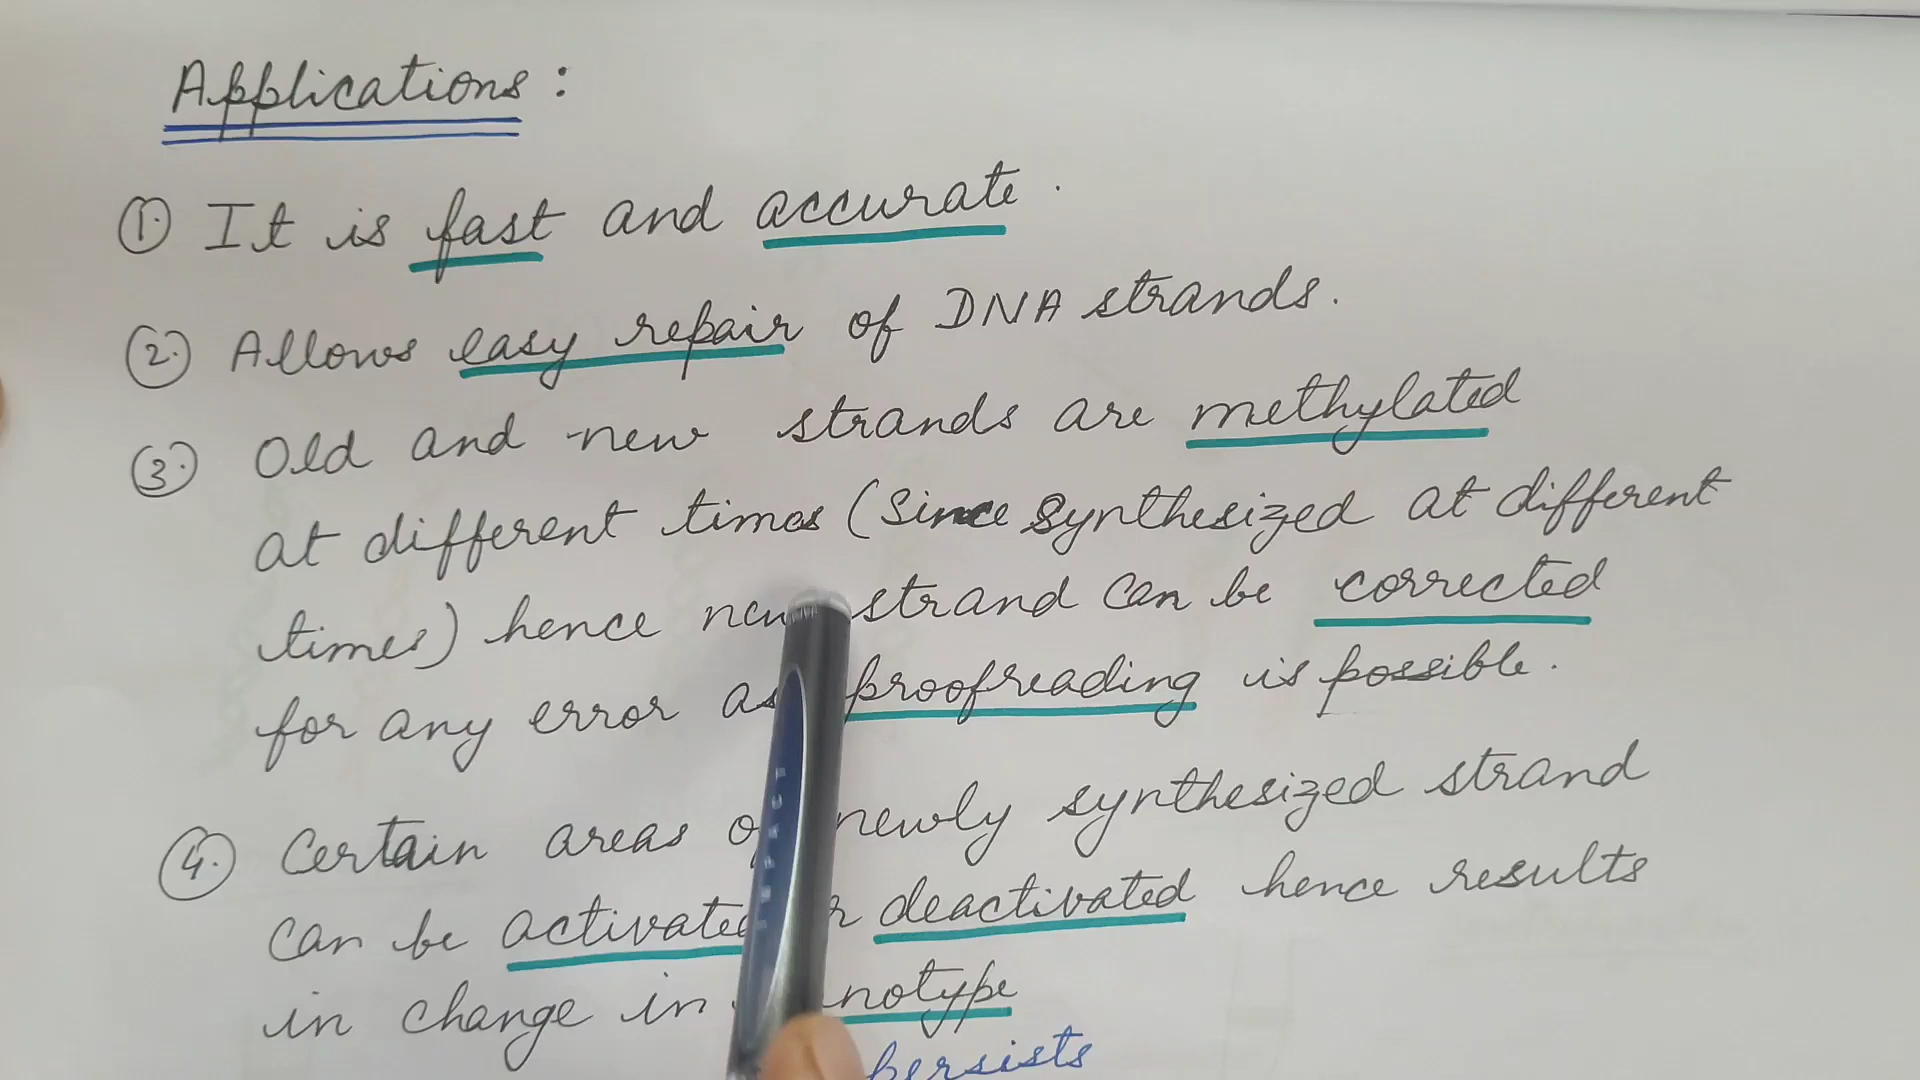 Applications :
1. It is fast and accurate.
2. Allows easy repair of DNA strands.
3. Old and new strands are methylated
at different times (Since synthesized at different
times) hence new strand can be corrected
for any error as proofreading is possible.
4. Certain areas of newly synthesized strand
can be activated or deactivated hence results
in change in
persists